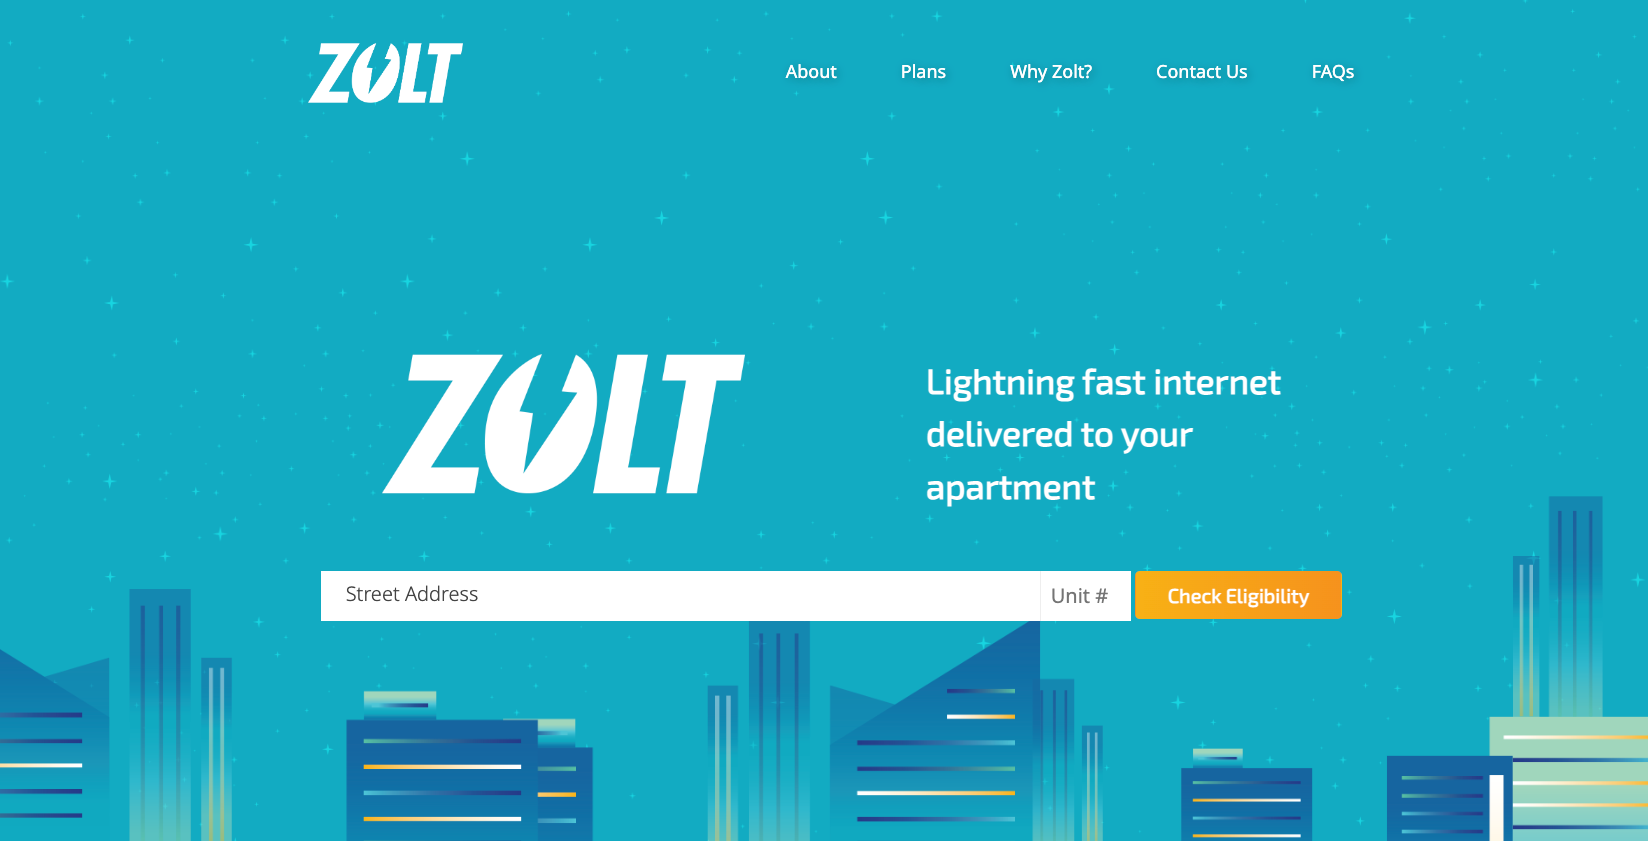 ZOLT
About
Plans
Why Zolt?
Contact Us
FAQs
ZOLT
Lightning fast internet
delivered to your
apartment
Street Address
Unit #
Check Eligibility